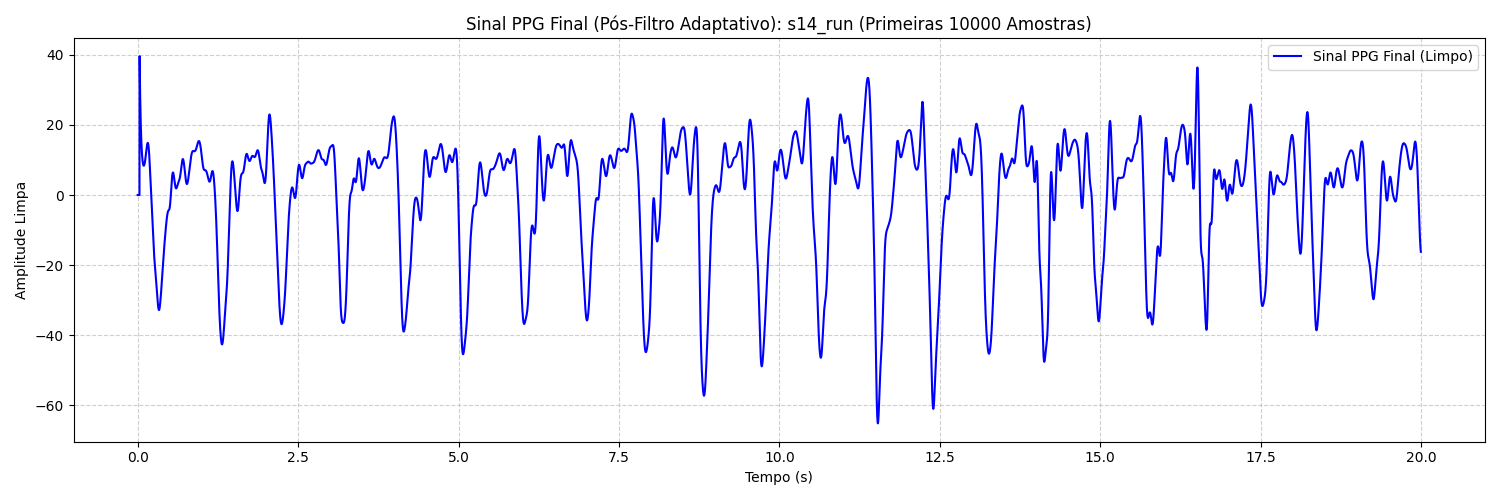 Sinal PPG Final (Pós-Filtro Adaptativo): s14_run (Primeiras 10000 Amostras)
Sinal PPG Final (Limpo)
40
20
0
−20
−40
−60
Amplitude Limpa
0.0 2.5 5.0 7.5 10.0 12.5 15.0 17.5 20.0
Tempo (s)